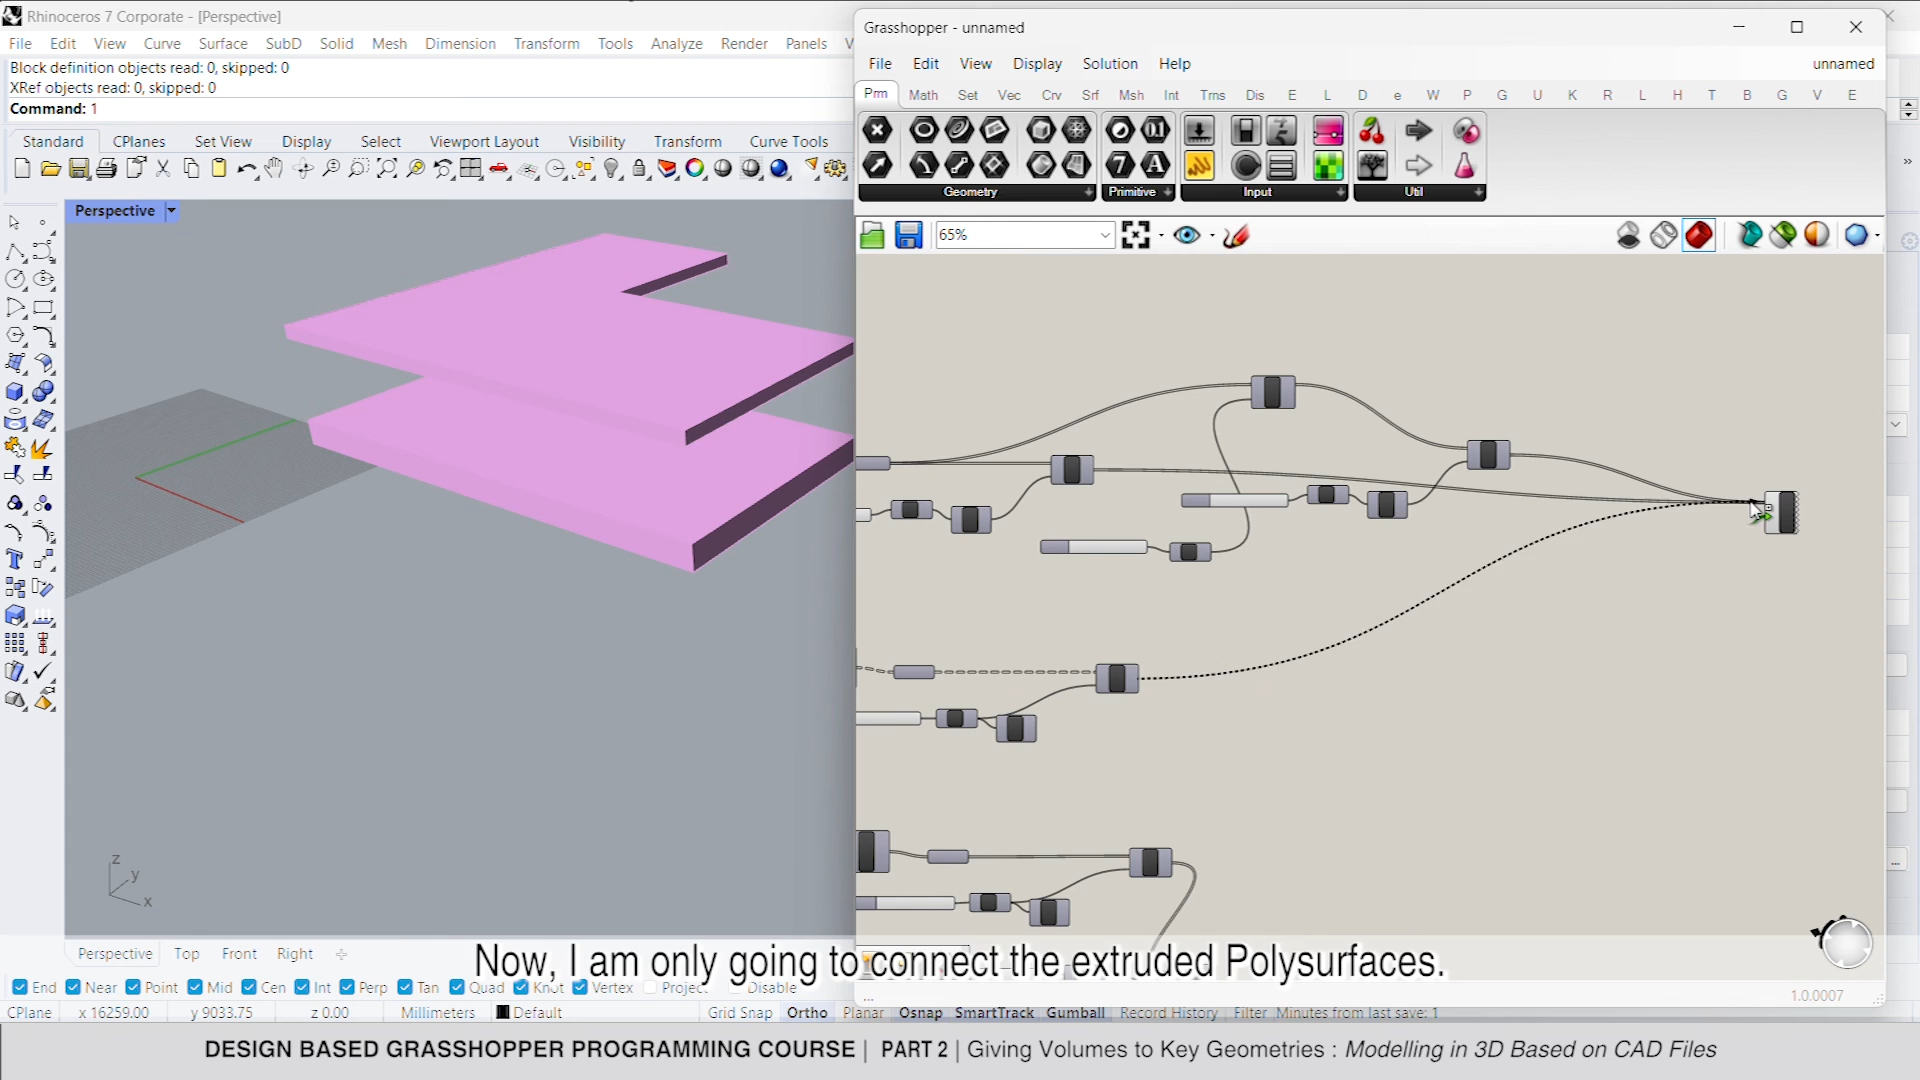 Rhinoceros 7 Corporate - [Perspective]
File Edit View Curve Surface SubD Solid Mesh Dimension Transform Tools Analyze Render Panels V
Block definition objects read: 0, skipped: 0
XRef objects read: 0, skipped: 0
Command: 1
Standard CPlanes Set View Display Select Viewport Layout Visibility Transform Curve Tools
Perspective
Grasshopper - unnamed
File Edit View Display Solution Help unnamed
Prm Math Set Vec Crv Srf Msh Int Trns Dis E L D e W P G U K R L H T B G V E
Geometry Primitive Input Util
65%
z
y
x
Perspective Top Front Right
Now, I am only going to connect the extruded Polysurfaces.
End Near Point Mid Cen Int Perp Tan Quad Knot Vertex Project Disable
...
1.0.0007
CPlane x 16259.00 y 9033.75 z 0.00 Millimeters Default Grid Snap Ortho Planar Osnap SmartTrack Gumball Record History Filter Minutes from last save: 1
DESIGN BASED GRASSHOPPER PROGRAMMING COURSE | PART 2 | Giving Volumes to Key Geometries : Modelling in 3D Based on CAD Files